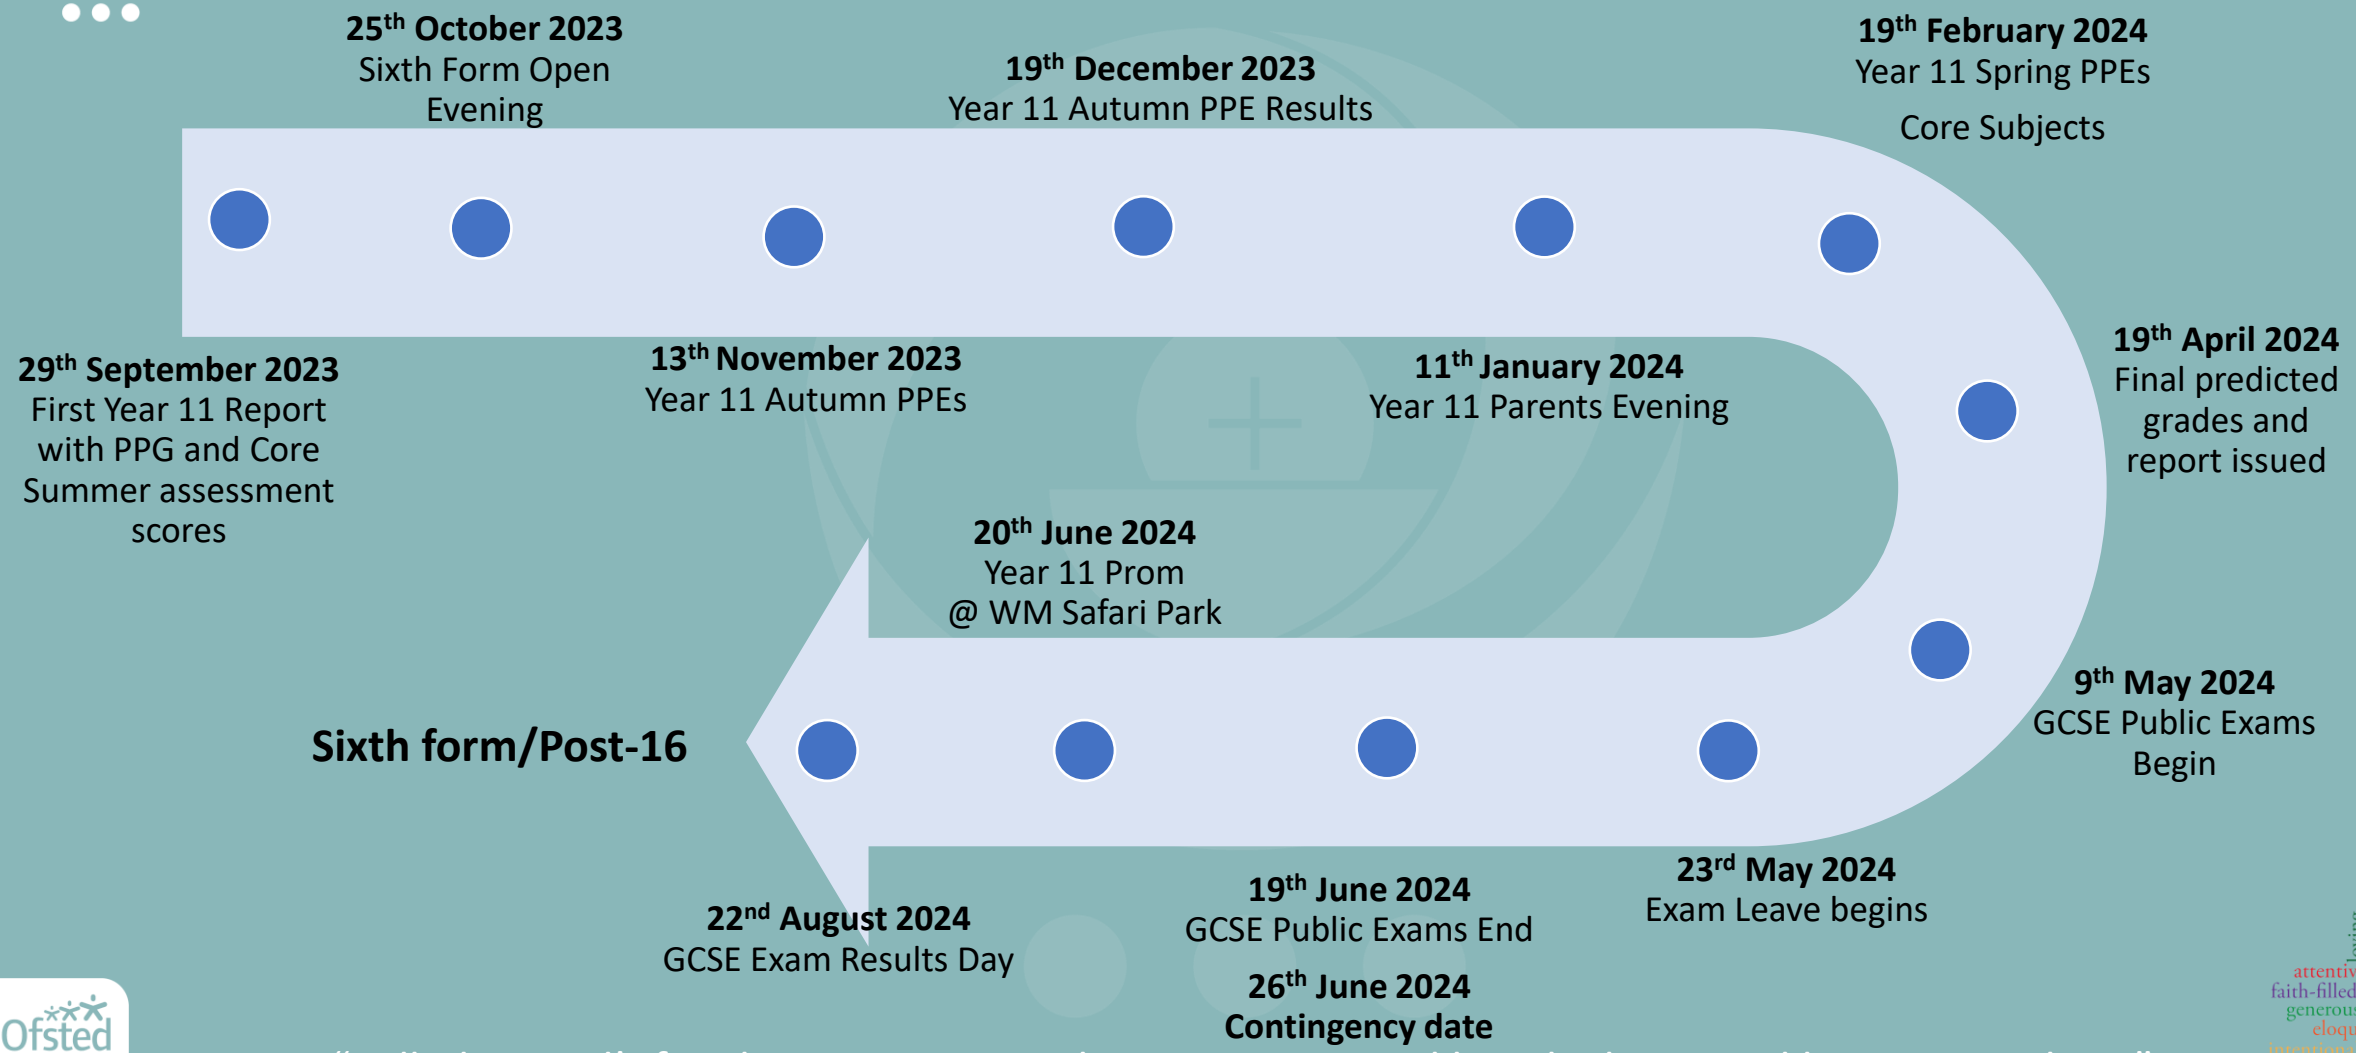 25th October 2023
Sixth Form Open
Evening
19th December 2023
Year 11 Autumn PPE Results
19th February 2024
Year 11 Spring PPEs
Core Subjects
29th September 2023
First Year 11 Report
with PPG and Core
Summer assessment
scores
13th November 2023
Year 11 Autumn PPEs
11th January 2024
Year 11 Parents Evening
19th April 2024
Final predicted
grades and
report issued
20th June 2024
Year 11 Prom
@ WM Safari Park
9th May 2024
GCSE Public Exams
Begin
Sixth form/Post-16
22nd August 2024
GCSE Exam Results Day
19th June 2024
GCSE Public Exams End
26th June 2024
Contingency date
23rd May 2024
Exam Leave begins
Ofsted
attentiv
faith-filled
generous
eloqu